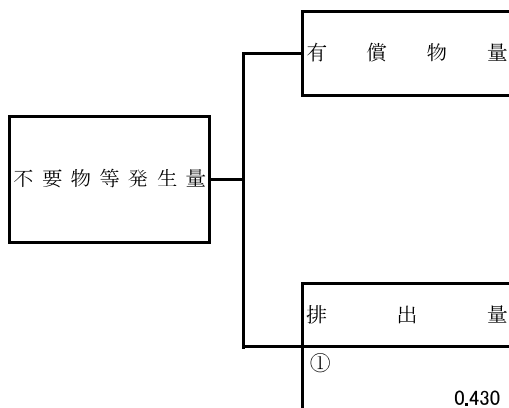 有償物量
不要物等発生量
排出量
①
0.430